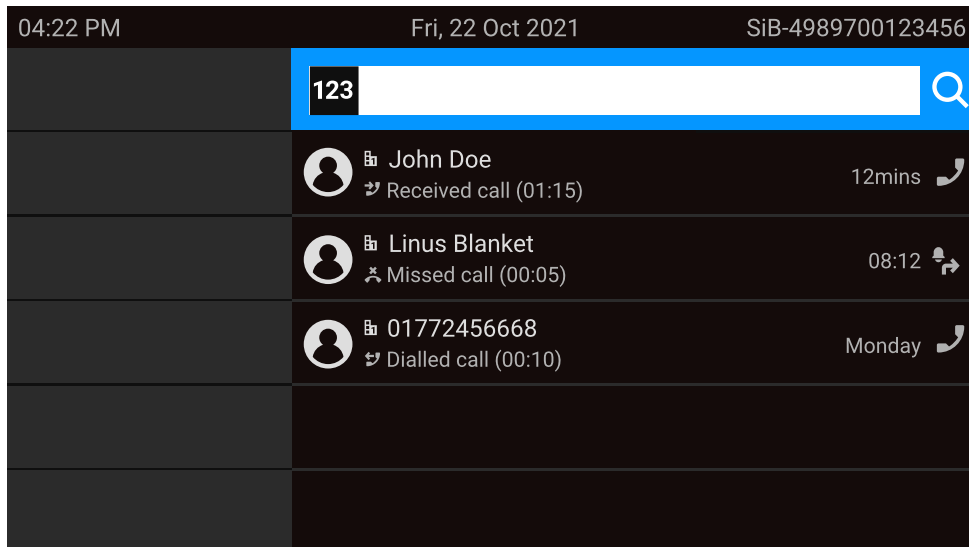 04:22 PM Fri, 22 Oct 2021 SiB-4989700123456
123
John Doe
Received call (01:15) 12mins
Linus Blanket
Missed call (00:05) 08:12
01772456668
Dialled call (00:10) Monday